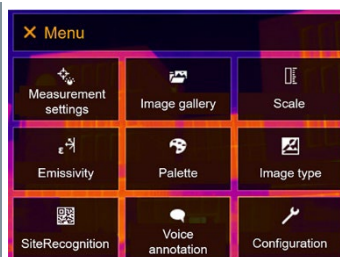 Menu
Measurement
settings
Image gallery
Scale
ε
Emissivity
Palette
Image type
SiteRecognition
Voice
annotation
Configuration